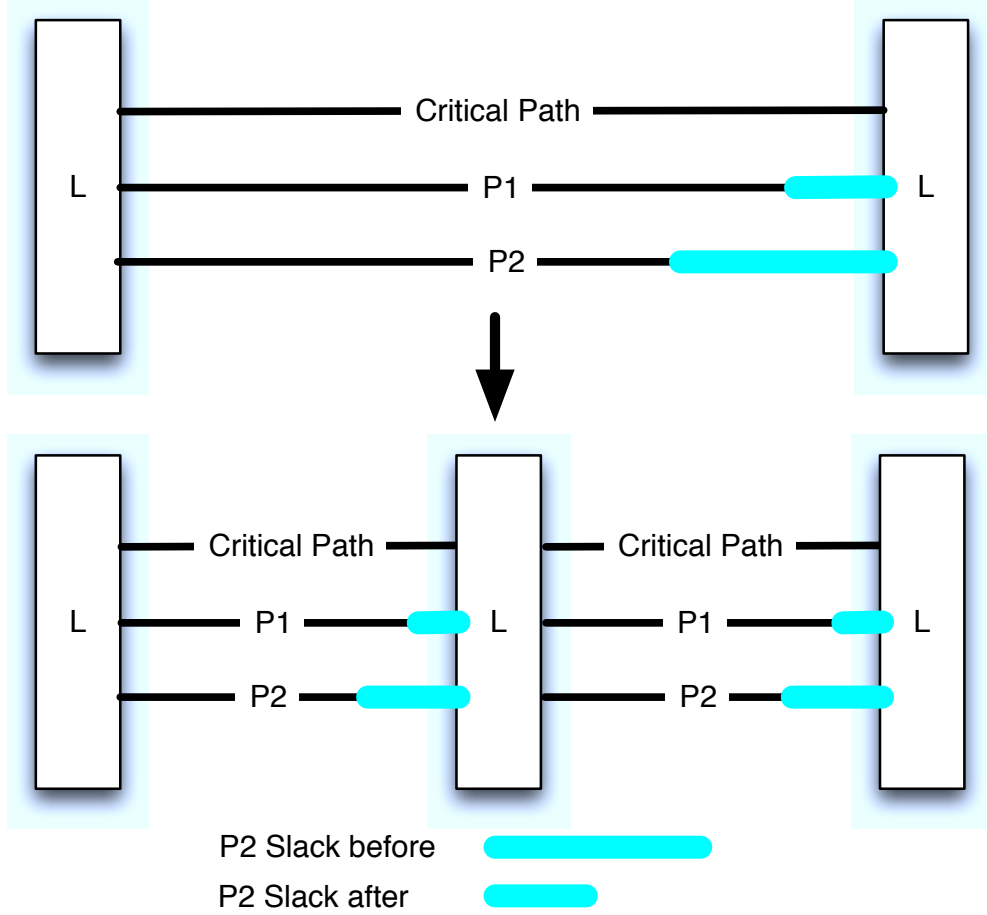 Critical Path
L P1 L
P2
Critical Path Critical Path
L P1 L P1 L
P2 P2
P2 Slack before
P2 Slack after